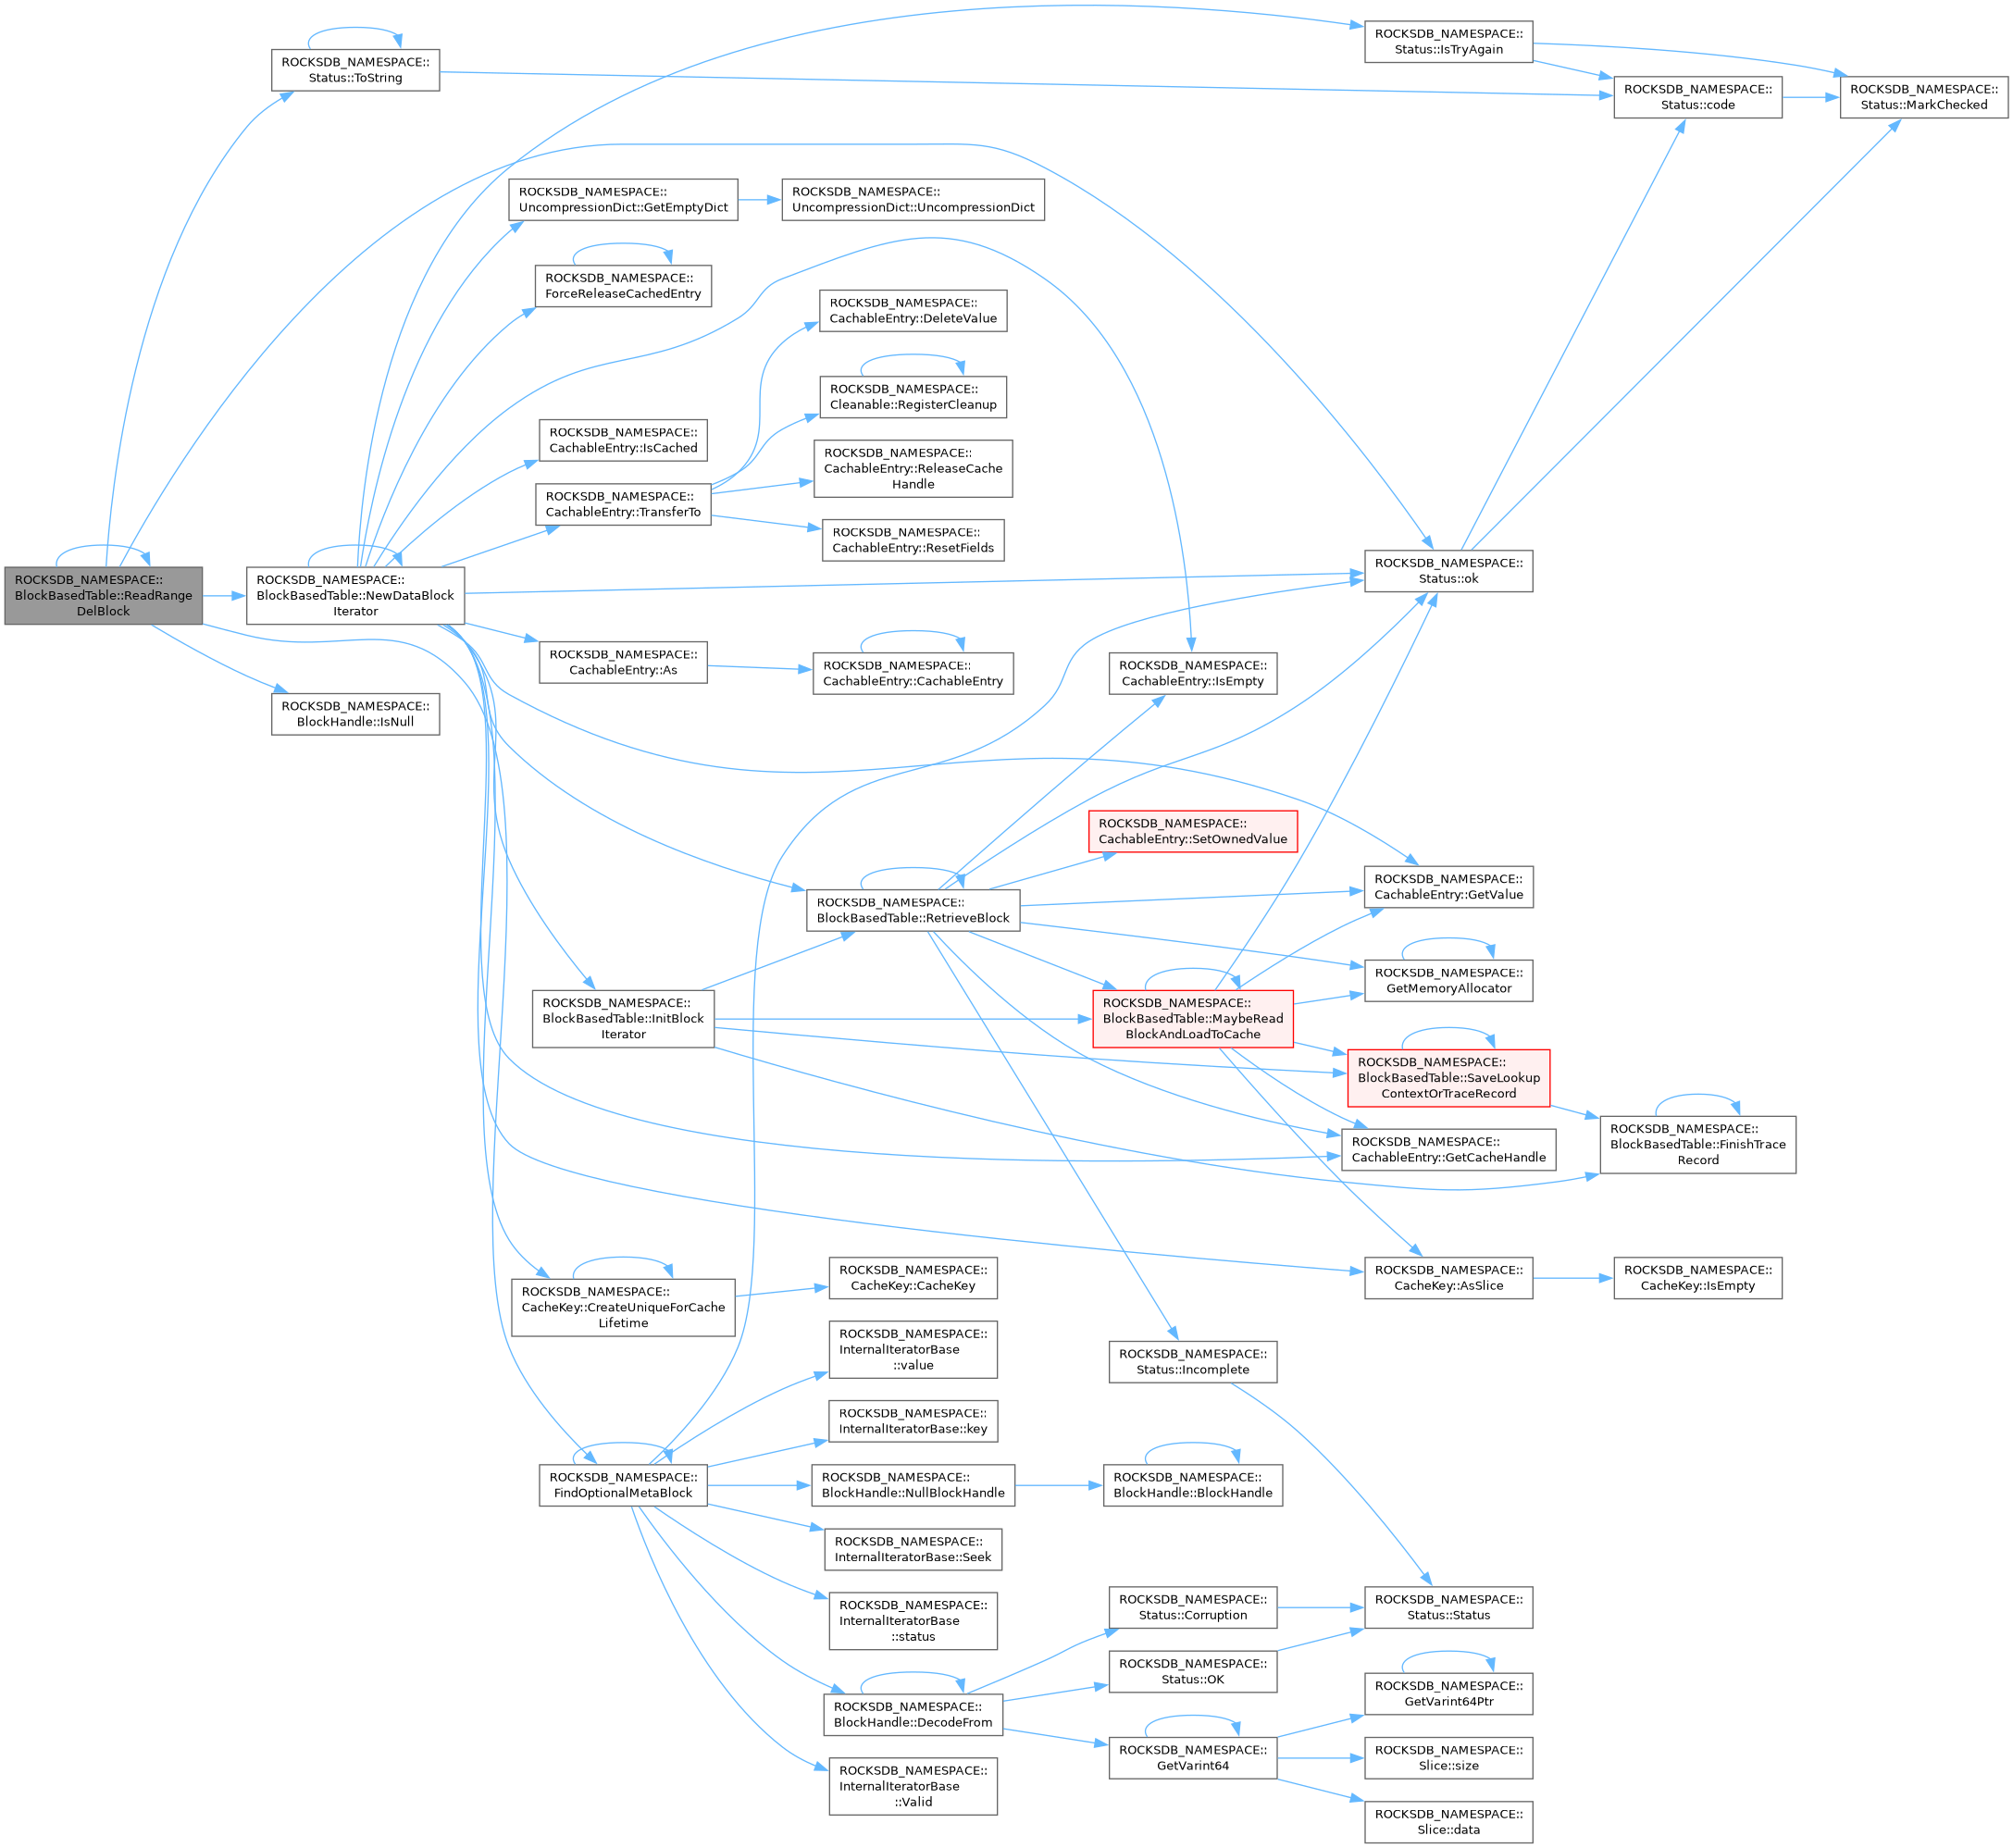 ROCKSDB_NAMESPACE::
BlockBasedTable::ReadRange
DelBlock
ROCKSDB_NAMESPACE::
Status::ToString
ROCKSDB_NAMESPACE::
BlockBasedTable::NewDataBlock
Iterator
ROCKSDB_NAMESPACE::
BlockHandle::IsNull
ROCKSDB_NAMESPACE::
UncompressionDict::GetEmptyDict
ROCKSDB_NAMESPACE::
ForceReleaseCachedEntry
ROCKSDB_NAMESPACE::
CachableEntry::IsCached
ROCKSDB_NAMESPACE::
CachableEntry::TransferTo
ROCKSDB_NAMESPACE::
CachableEntry::As
ROCKSDB_NAMESPACE::
BlockBasedTable::InitBlock
Iterator
ROCKSDB_NAMESPACE::
CacheKey::CreateUniqueForCache
Lifetime
ROCKSDB_NAMESPACE::
FindOptionalMetaBlock
ROCKSDB_NAMESPACE::
UncompressionDict::UncompressionDict
ROCKSDB_NAMESPACE::
CachableEntry::DeleteValue
ROCKSDB_NAMESPACE::
Cleanable::RegisterCleanup
ROCKSDB_NAMESPACE::
CachableEntry::ReleaseCache
Handle
ROCKSDB_NAMESPACE::
CachableEntry::ResetFields
ROCKSDB_NAMESPACE::
CachableEntry::CachableEntry
ROCKSDB_NAMESPACE::
BlockBasedTable::RetrieveBlock
ROCKSDB_NAMESPACE::
CacheKey::CacheKey
ROCKSDB_NAMESPACE::
InternalIteratorBase
::value
ROCKSDB_NAMESPACE::
InternalIteratorBase::key
ROCKSDB_NAMESPACE::
BlockHandle::NullBlockHandle
ROCKSDB_NAMESPACE::
InternalIteratorBase::Seek
ROCKSDB_NAMESPACE::
InternalIteratorBase
::status
ROCKSDB_NAMESPACE::
BlockHandle::DecodeFrom
ROCKSDB_NAMESPACE::
InternalIteratorBase
::Valid
ROCKSDB_NAMESPACE::
CachableEntry::IsEmpty
ROCKSDB_NAMESPACE::
CachableEntry::SetOwnedValue
ROCKSDB_NAMESPACE::
BlockBasedTable::MaybeRead
BlockAndLoadToCache
ROCKSDB_NAMESPACE::
Status::Incomplete
ROCKSDB_NAMESPACE::
BlockHandle::BlockHandle
ROCKSDB_NAMESPACE::
Status::Corruption
ROCKSDB_NAMESPACE::
Status::OK
ROCKSDB_NAMESPACE::
GetVarint64
ROCKSDB_NAMESPACE::
Status::IsTryAgain
ROCKSDB_NAMESPACE::
Status::ok
ROCKSDB_NAMESPACE::
CachableEntry::GetValue
ROCKSDB_NAMESPACE::
GetMemoryAllocator
ROCKSDB_NAMESPACE::
BlockBasedTable::SaveLookup
ContextOrTraceRecord
ROCKSDB_NAMESPACE::
CachableEntry::GetCacheHandle
ROCKSDB_NAMESPACE::
CacheKey::AsSlice
ROCKSDB_NAMESPACE::
Status::Status
ROCKSDB_NAMESPACE::
GetVarint64Ptr
ROCKSDB_NAMESPACE::
Slice::size
ROCKSDB_NAMESPACE::
Slice::data
ROCKSDB_NAMESPACE::
Status::code
ROCKSDB_NAMESPACE::
BlockBasedTable::FinishTrace
Record
ROCKSDB_NAMESPACE::
CacheKey::IsEmpty
ROCKSDB_NAMESPACE::
Status::MarkChecked